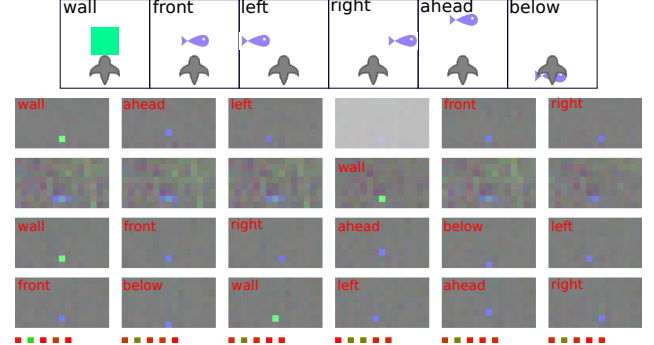 wall front left right ahead below
wall ahead left front right
wall
wall front right ahead below left
front below wall left ahead right